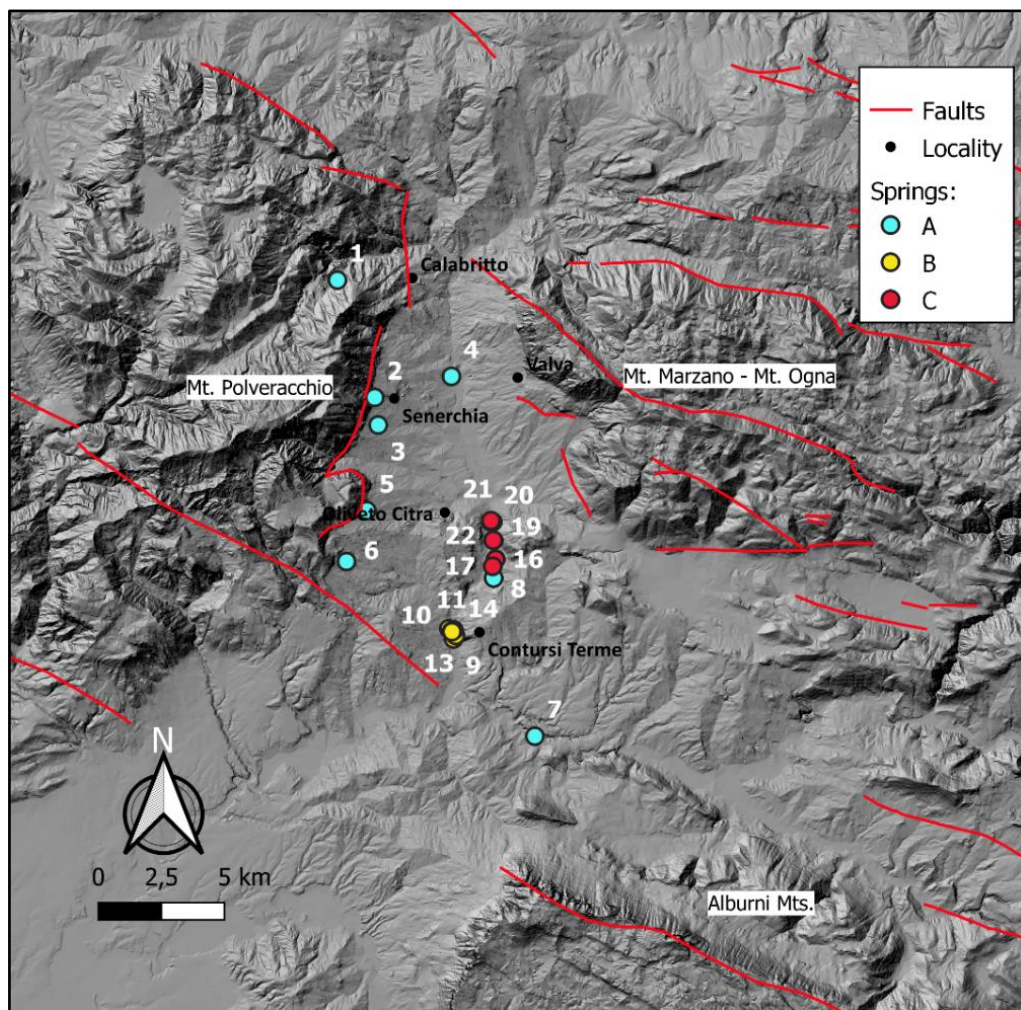 Faults
Locality
Springs:
A
B
C
1
Calabritto
4
Valva
2
Mt. Polveracchio
Mt. Marzano - Mt. Ogna
Senerchia
3
5
21
20
Oliveto Citra
22
19
6
17
16
8
11
10
14
Contursi Terme
13
9
7
N
0
2,5
5 km
Alburni Mts.